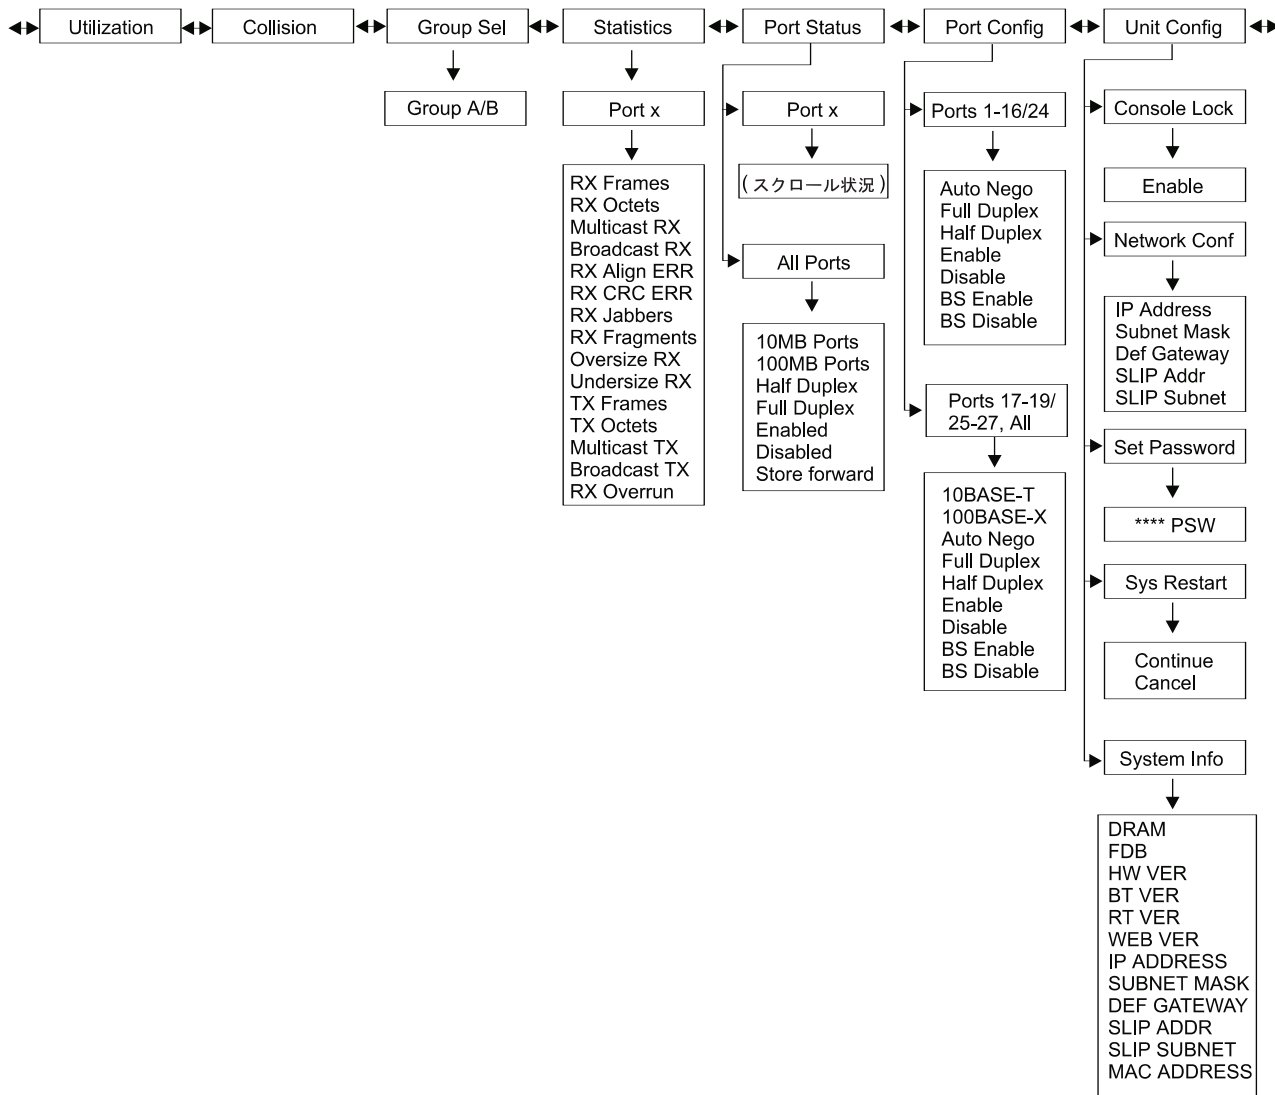 Utilization
Collision
Group Sel
Statistics
Port Status
Port Config
Unit Config
Group A/B
Port x
RX Frames
RX Octets
Multicast RX
Broadcast RX
RX Align ERR
RX CRC ERR
RX Jabbers
RX Fragments
Oversize RX
Undersize RX
TX Frames
TX Octets
Multicast TX
Broadcast TX
RX Overrun
Port x
(スクロール状況)
All Ports
10MB Ports
100MB Ports
Half Duplex
Full Duplex
Enabled
Disabled
Store forward
Ports 1-16/24
Auto Nego
Full Duplex
Half Duplex
Enable
Disable
BS Enable
BS Disable
Ports 17-19/
25-27, All
10BASE-T
100BASE-X
Auto Nego
Full Duplex
Half Duplex
Enable
Disable
BS Enable
BS Disable
Console Lock
Enable
Network Conf
IP Address
Subnet Mask
Def Gateway
SLIP Addr
SLIP Subnet
Set Password
**** PSW
Sys Restart
Continue
Cancel
System Info
DRAM
FDB
HW VER
BT VER
RT VER
WEB VER
IP ADDRESS
SUBNET MASK
DEF GATEWAY
SLIP ADDR
SLIP SUBNET
MAC ADDRESS